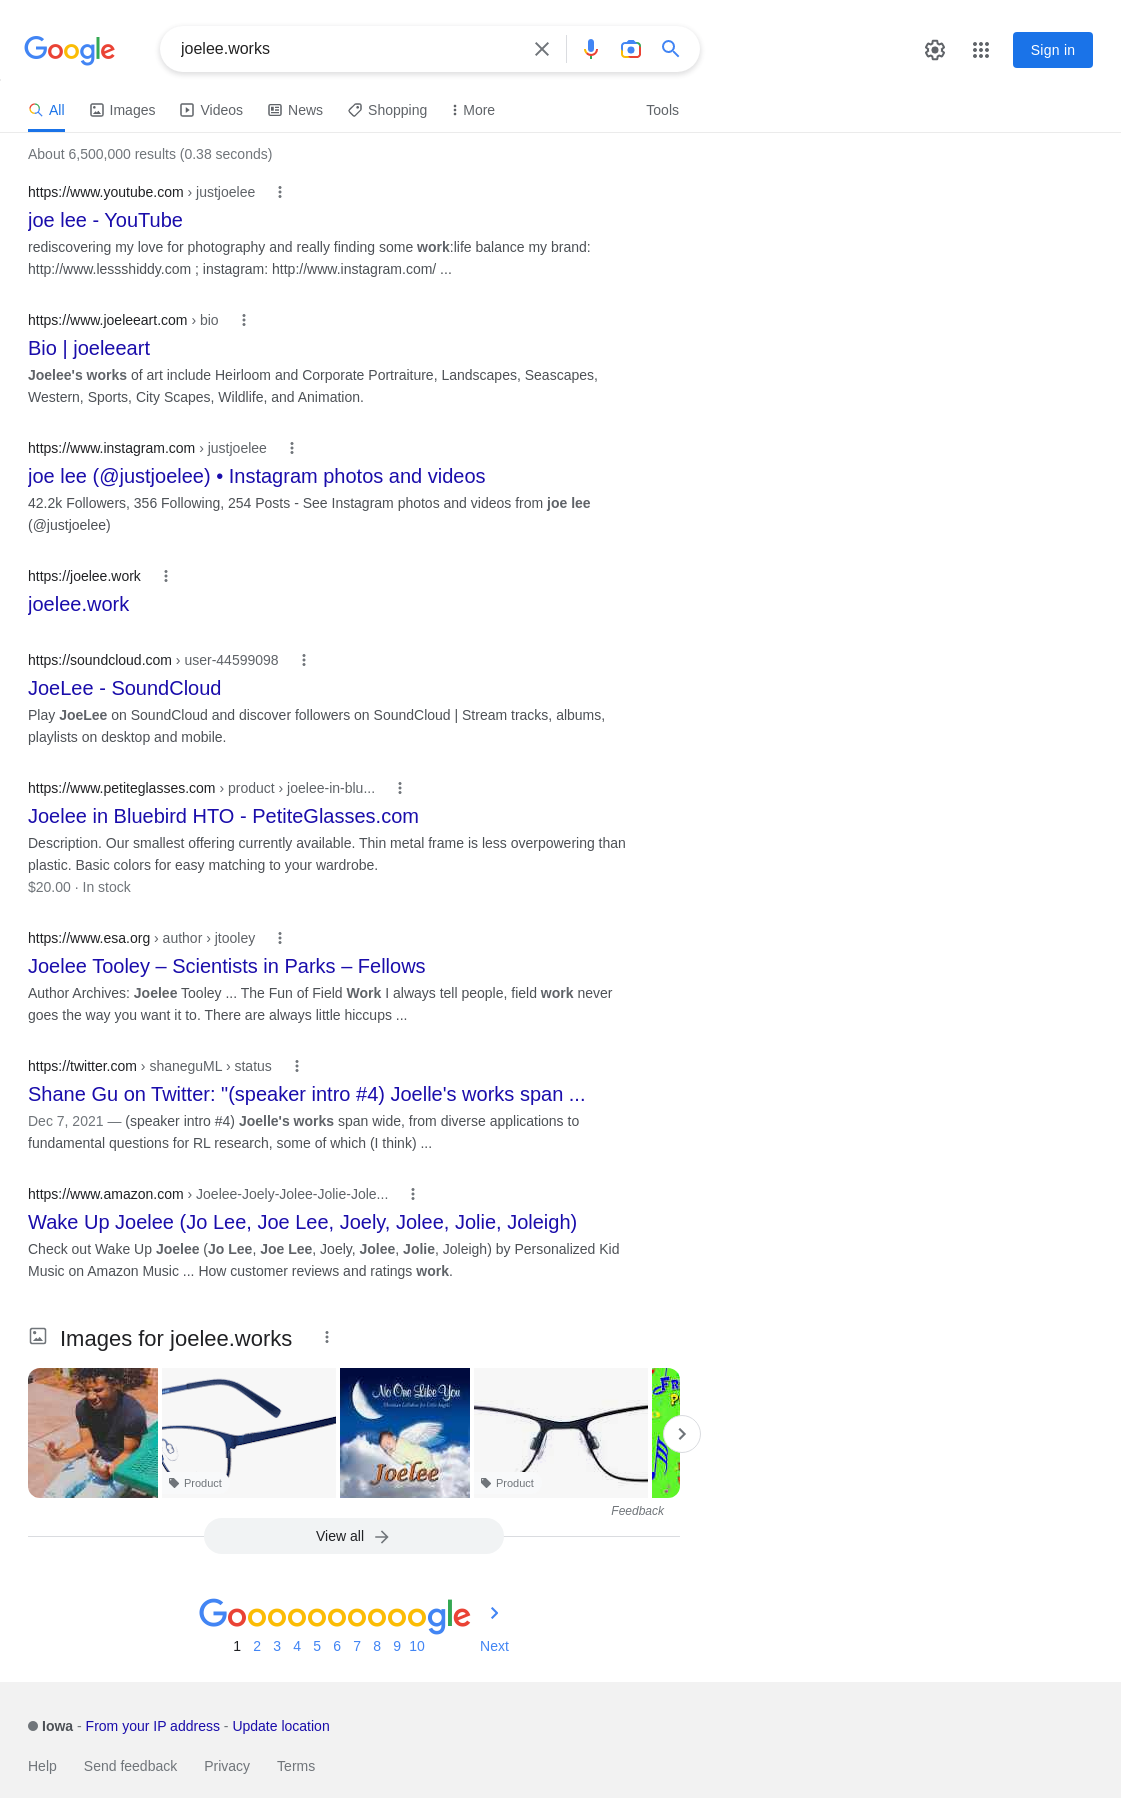 Google
joelee.works
Sign in
All Images Videos News Shopping More Tools
About 6,500,000 results (0.38 seconds)
https://www.youtube.com › justjoelee
joe lee - YouTube
rediscovering my love for photography and really finding some work:life balance my brand:
http://www.lessshiddy.com ; instagram: http://www.instagram.com/ ...
https://www.joeleeart.com › bio
Bio | joeleeart
Joelee's works of art include Heirloom and Corporate Portraiture, Landscapes, Seascapes,
Western, Sports, City Scapes, Wildlife, and Animation.
https://www.instagram.com › justjoelee
joe lee (@justjoelee) • Instagram photos and videos
42.2k Followers, 356 Following, 254 Posts - See Instagram photos and videos from joe lee
(@justjoelee)
https://joelee.work
joelee.work
https://soundcloud.com › user-44599098
JoeLee - SoundCloud
Play JoeLee on SoundCloud and discover followers on SoundCloud | Stream tracks, albums,
playlists on desktop and mobile.
https://www.petiteglasses.com › product › joelee-in-blu...
Joelee in Bluebird HTO - PetiteGlasses.com
Description. Our smallest offering currently available. Thin metal frame is less overpowering than
plastic. Basic colors for easy matching to your wardrobe.
$20.00 · In stock
https://www.esa.org › author › jtooley
Joelee Tooley – Scientists in Parks – Fellows
Author Archives: Joelee Tooley ... The Fun of Field Work I always tell people, field work never
goes the way you want it to. There are always little hiccups ...
https://twitter.com › shaneguML › status
Shane Gu on Twitter: "(speaker intro #4) Joelle's works span ...
Dec 7, 2021 — (speaker intro #4) Joelle's works span wide, from diverse applications to
fundamental questions for RL research, some of which (I think) ...
https://www.amazon.com › Joelee-Joely-Jolee-Jolie-Jole...
Wake Up Joelee (Jo Lee, Joe Lee, Joely, Jolee, Jolie, Joleigh)
Check out Wake Up Joelee (Jo Lee, Joe Lee, Joely, Jolee, Jolie, Joleigh) by Personalized Kid
Music on Amazon Music ... How customer reviews and ratings work.
Images for joelee.works
No One Like You
Christian Lullabies for Little Angels
Joelee
Product
Product
Feedback
View all
Goooooooooogle
1 2 3 4 5 6 7 8 9 10 Next
Iowa - From your IP address - Update location
Help Send feedback Privacy Terms